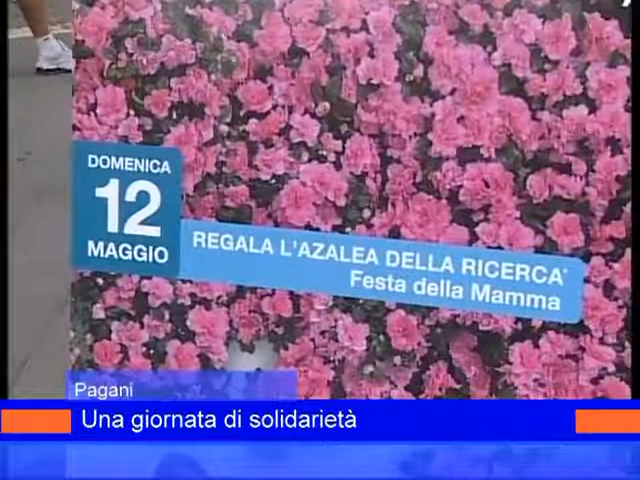 DOMENICA
12
MAGGIO
REGALA L'AZALEA DELLA RICERCA*
Festa della Mamma
Pagani
Una giornata di solidarietà